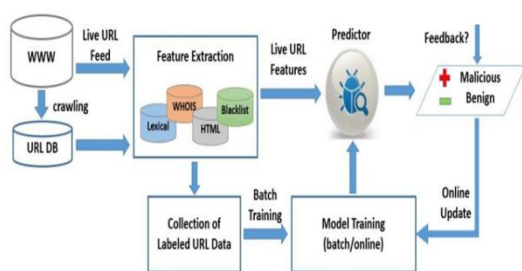 WWW
Live URL
Feed
crawling
URL DB
Feature Extraction
Lexical
WHOIS
HTML
Blacklist
Live URL
Features
Predictor
Feedback?
Malicious
Benign
Collection of
Labeled URL Data
Batch
Training
Model Training
(batch/online)
Online
Update